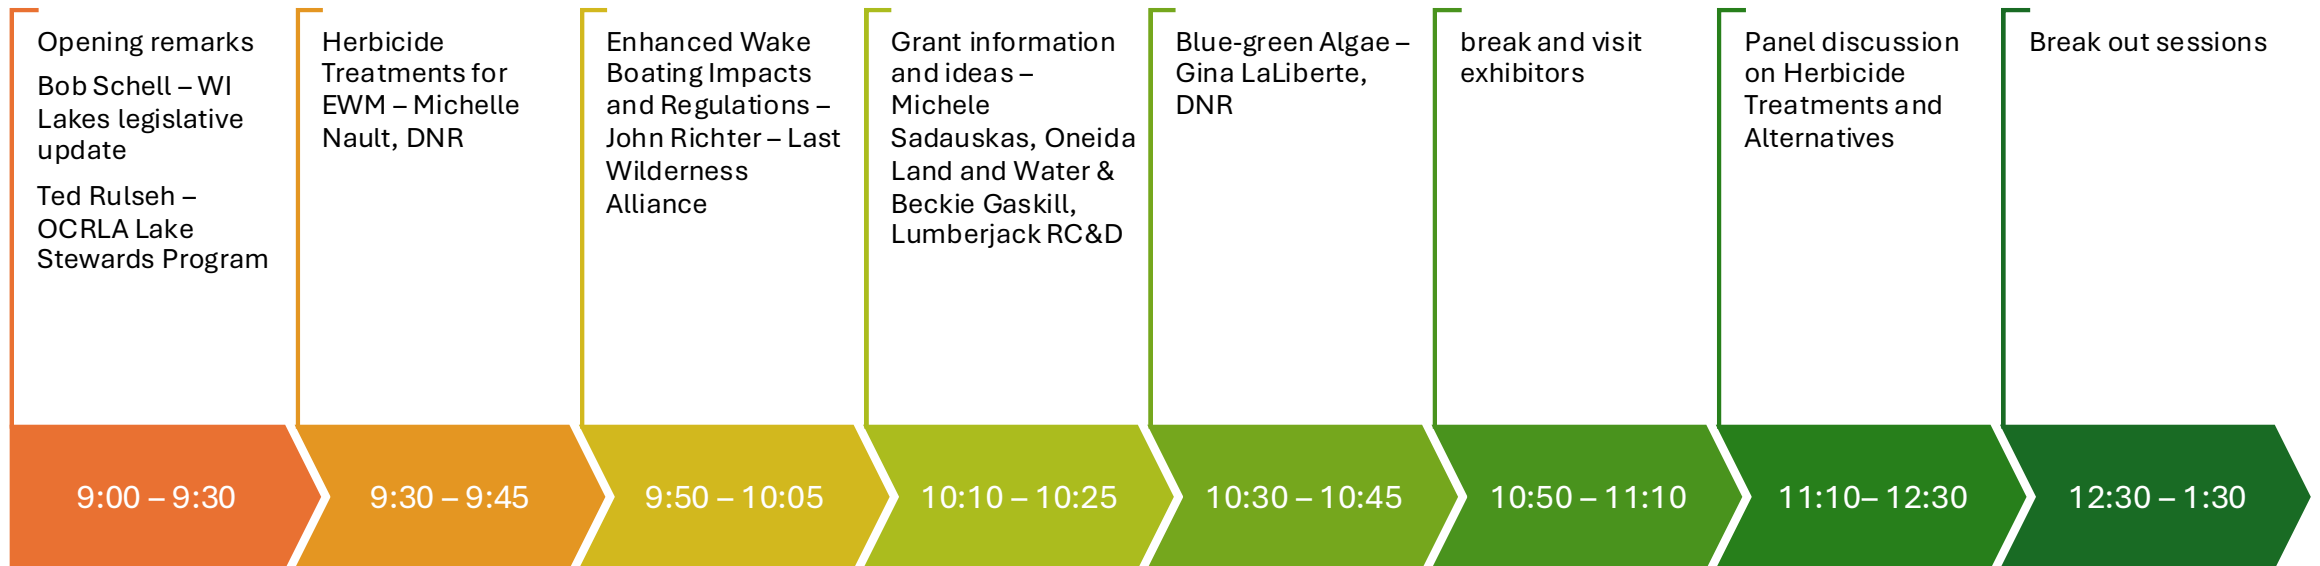 Opening remarks
Bob Schell – WI
Lakes legislative
update
Ted Rulseh –
OCRLA Lake
Stewards Program
9:00 – 9:30
Herbicide
Treatments for
EWM – Michelle
Nault, DNR
9:30 – 9:45
Enhanced Wake
Boating Impacts
and Regulations –
John Richter – Last
Wilderness
Alliance
9:50 – 10:05
Grant information
and ideas –
Michele
Sadauskas, Oneida
Land and Water &
Beckie Gaskill,
Lumberjack RC&D
10:10 – 10:25
Blue-green Algae –
Gina LaLiberte,
DNR
10:30 – 10:45
break and visit
exhibitors
10:50 – 11:10
Panel discussion
on Herbicide
Treatments and
Alternatives
11:10– 12:30
Break out sessions
12:30 – 1:30